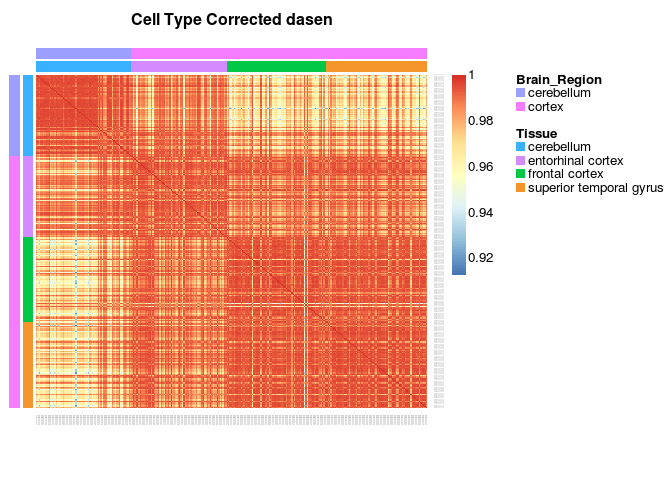 Cell Type Corrected dasen
1
0.98
0.96
0.94
0.92
Brain_Region
cerebellum
cortex
Tissue
cerebellum
entorhinal cortex
frontal cortex
superior temporal gyrus